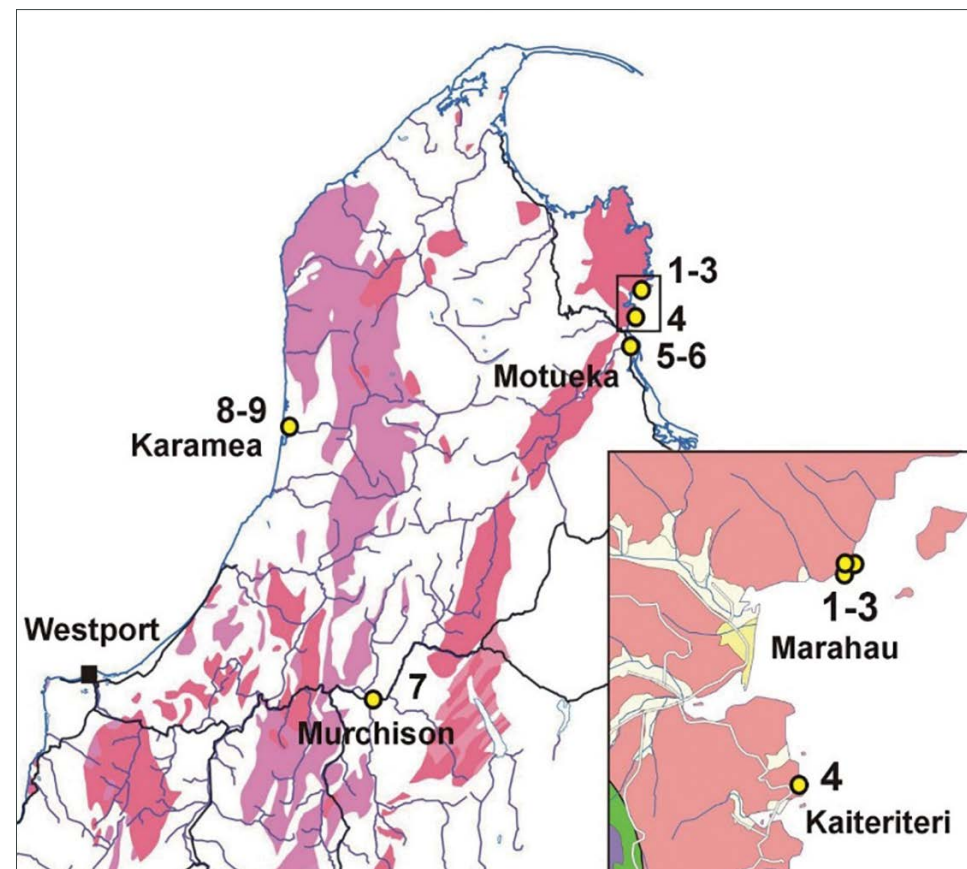 1-3
4
5-6
Motueka
8-9
Karamea
Westport
7
Murchison
1-3
Marahau
4
Kaiteriteri